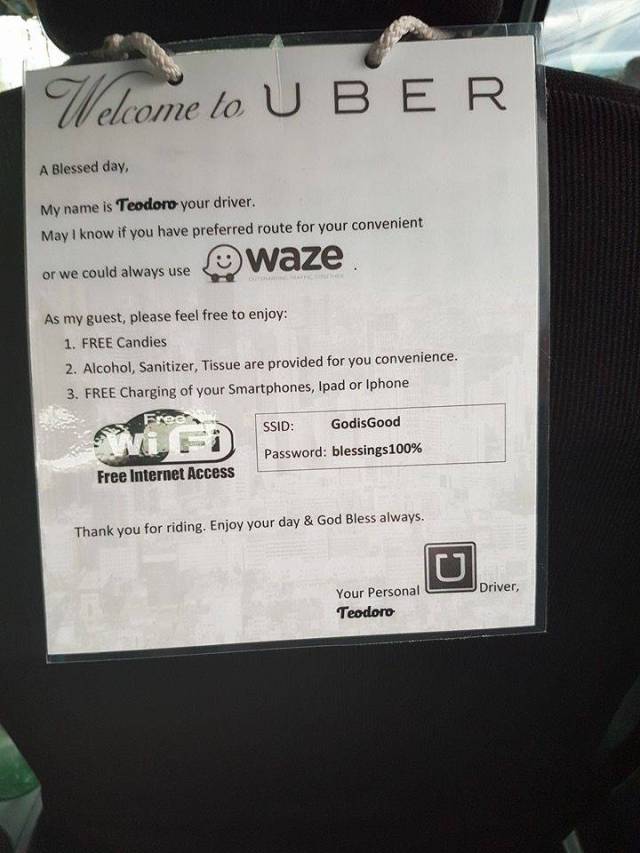 Welcome to UBER
A Blessed day,
My name is Teodoro your driver.
May I know if you have preferred route for your convenient
or we could always use waze .
As my guest, please feel free to enjoy:
1. FREE Candies
2. Alcohol, Sanitizer, Tissue are provided for you convenience.
3. FREE Charging of your Smartphones, Ipad or Iphone
Free
Wi Fi
Free Internet Access
SSID: GodisGood
Password: blessings100%
Thank you for riding. Enjoy your day & God Bless always.
Your Personal U Driver,
Teodoro